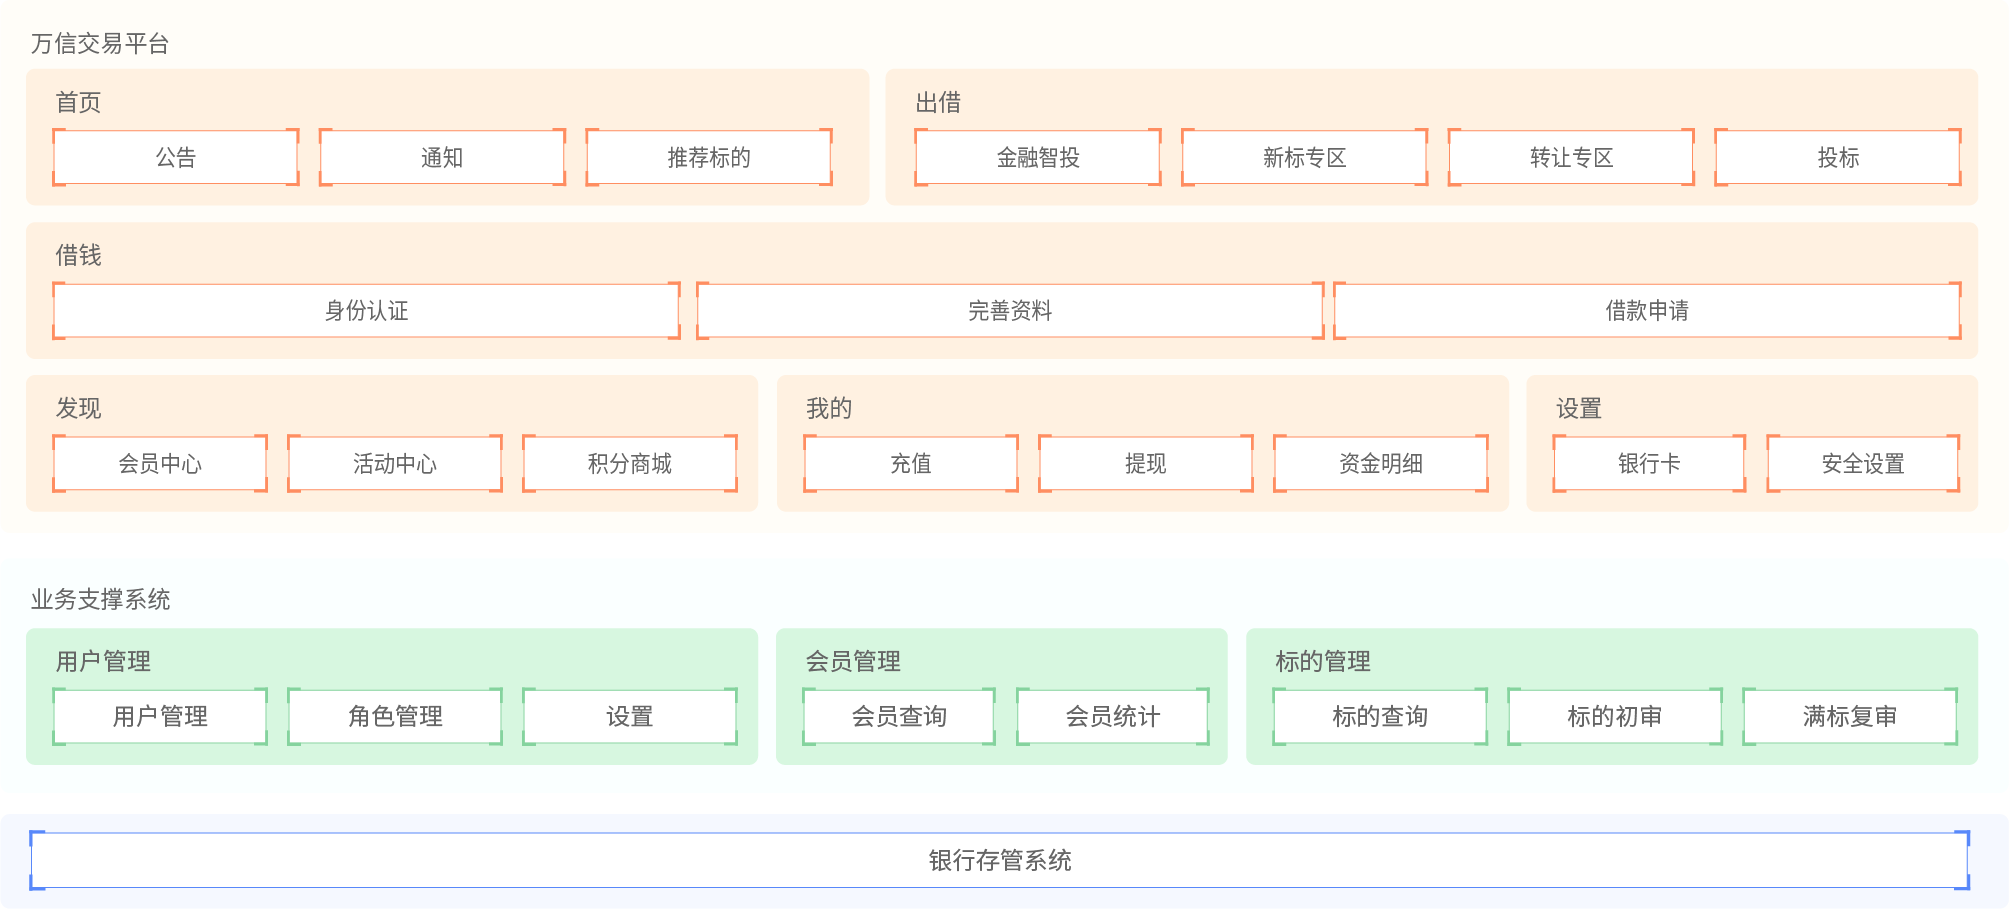 万信交易平台
首页
公告
通知
推荐标的
出借
金融智投
新标专区
转让专区
投标
借钱
身份认证
完善资料
借款申请
发现
会员中心
活动中心
积分商城
我的
充值
提现
资金明细
设置
银行卡
安全设置
业务支撑系统
用户管理
用户管理
角色管理
设置
会员管理
会员查询
会员统计
标的管理
标的查询
标的初审
满标复审
银行存管系统